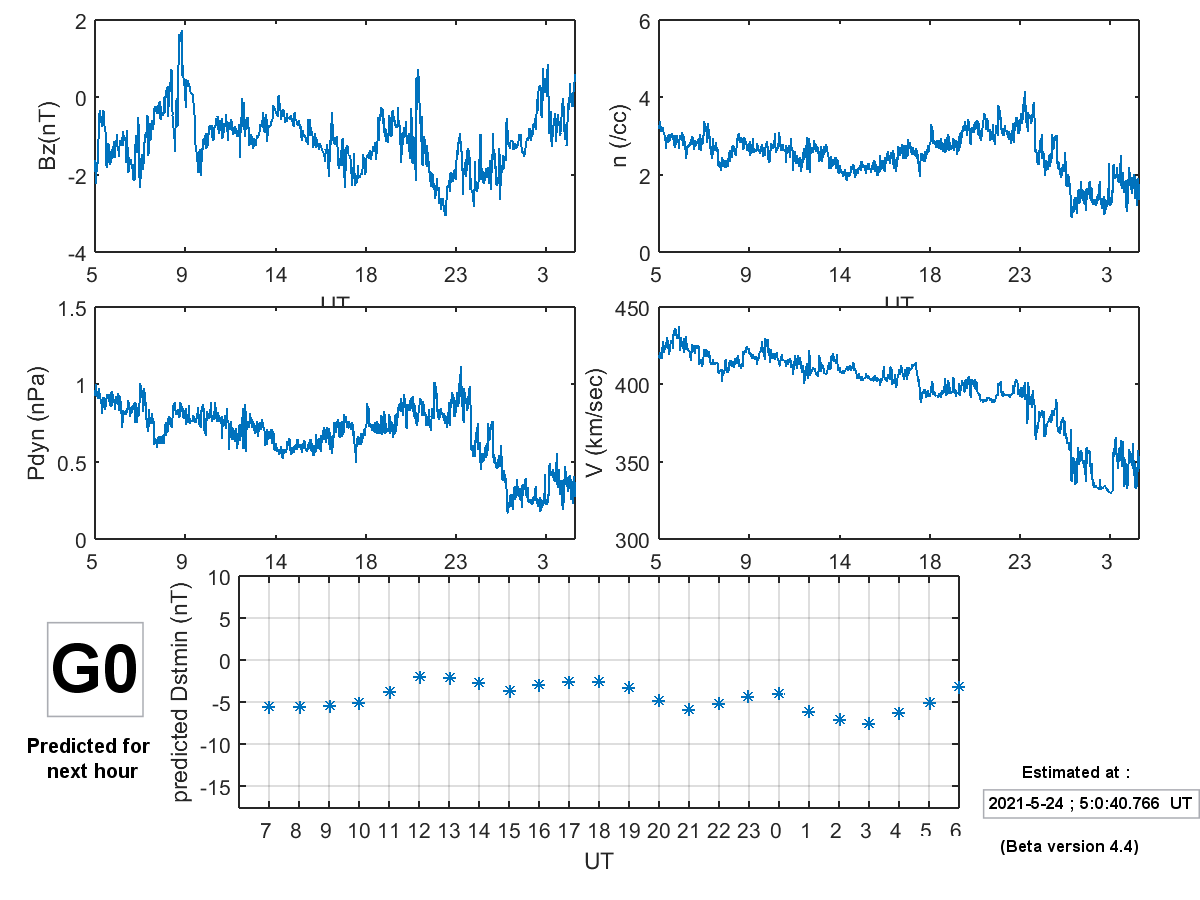 Bz(nT)
2
0
-2
-4
5 9 14 18 23 3
UT
n (/cc)
6
4
2
0
5 9 14 18 23 3
UT
Pdyn (nPa)
1.5
1
0.5
0
5 9 14 18 23 3
V (km/sec)
450
400
350
300
5 9 14 18 23 3
predicted Dstmin (nT)
10
5
0
-5
-10
-15
7 8 9 10 11 12 13 14 15 16 17 18 19 20 21 22 23 0 1 2 3 4 5 6
UT
G0
Predicted for
next hour
Estimated at :
2021-5-24 ; 5:0:40.766 UT
(Beta version 4.4)